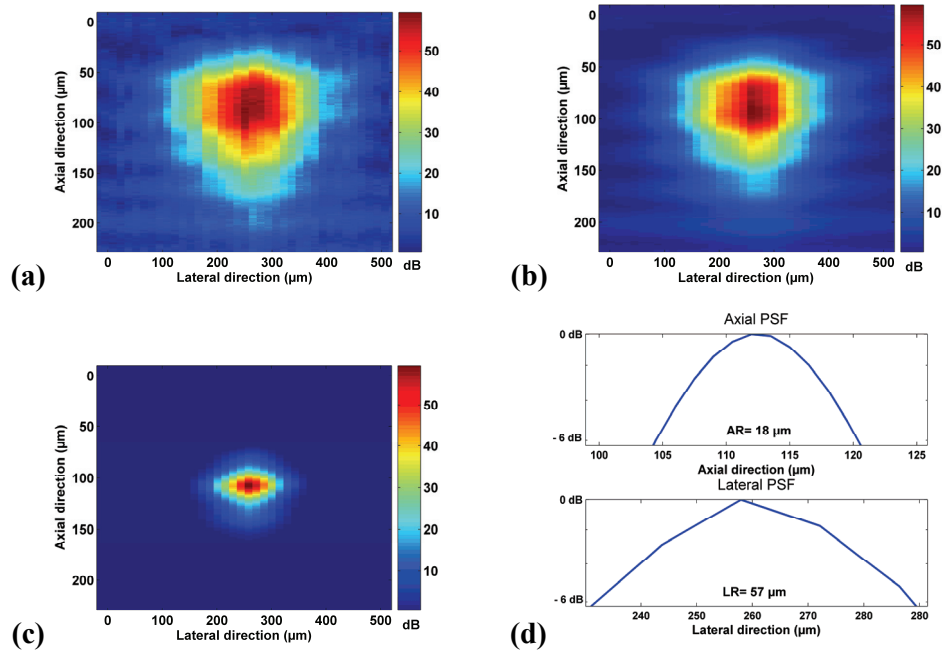 0
50
100
150
200
Axial direction (µm)
0 100 200 300 400 500
Lateral direction (µm)
50
40
30
20
10
dB
(a)
0
50
100
150
200
Axial direction (µm)
0 100 200 300 400 500
Lateral direction (µm)
50
40
30
20
10
dB
(b)
0
50
100
150
200
Axial direction (µm)
0 100 200 300 400 500
Lateral direction (µm)
50
40
30
20
10
dB
(c)
Axial PSF
0 dB
- 6 dB
AR= 18 µm
100 105 110 115 120 125
Axial direction (µm)
Lateral PSF
0 dB
- 6 dB
LR= 57 µm
240 250 260 270 280
Lateral direction (µm)
(d)